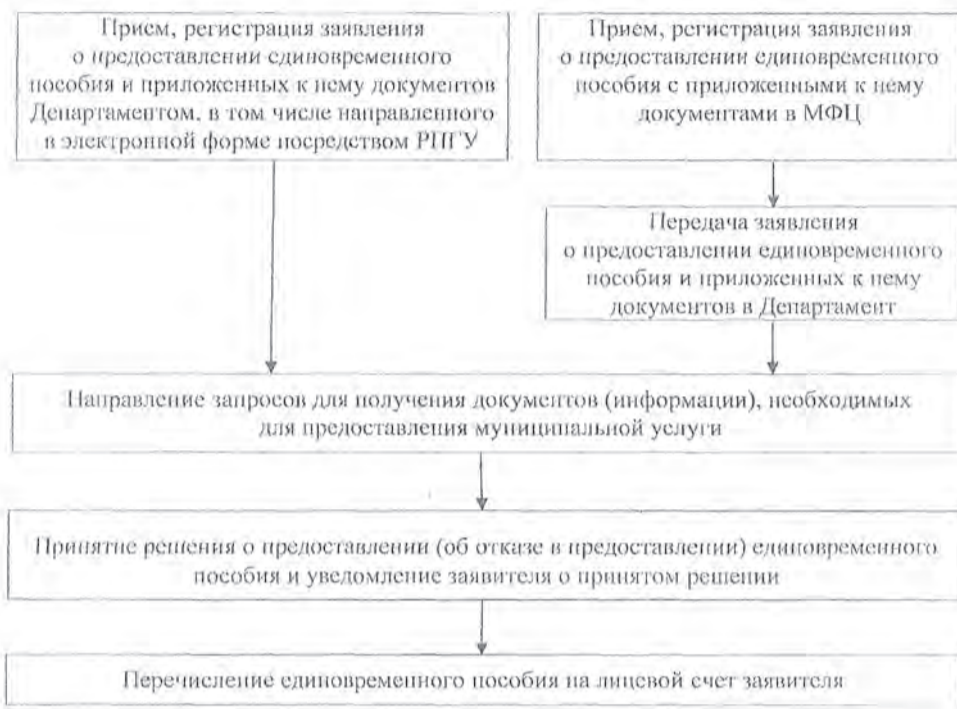 Прием, регистрация заявления
о предоставлении единовременного
пособия и приложенных к нему документов
Департаментом, в том числе направленного
в электронной форме посредством РПГУ
Прием, регистрация заявления
о предоставлении единовременного
пособия с приложенными к нему
документами в МФЦ
Передача заявления
о предоставлении единовременного
пособия и приложенных к нему
документов в Департамент
Направление запросов для получения документов (информации), необходимых
для предоставления муниципальной услуги
Принятие решения о предоставлении (об отказе в предоставлении) единовременного
пособия и уведомление заявителя о принятом решении
Перечисление единовременного пособия на лицевой счет заявителя